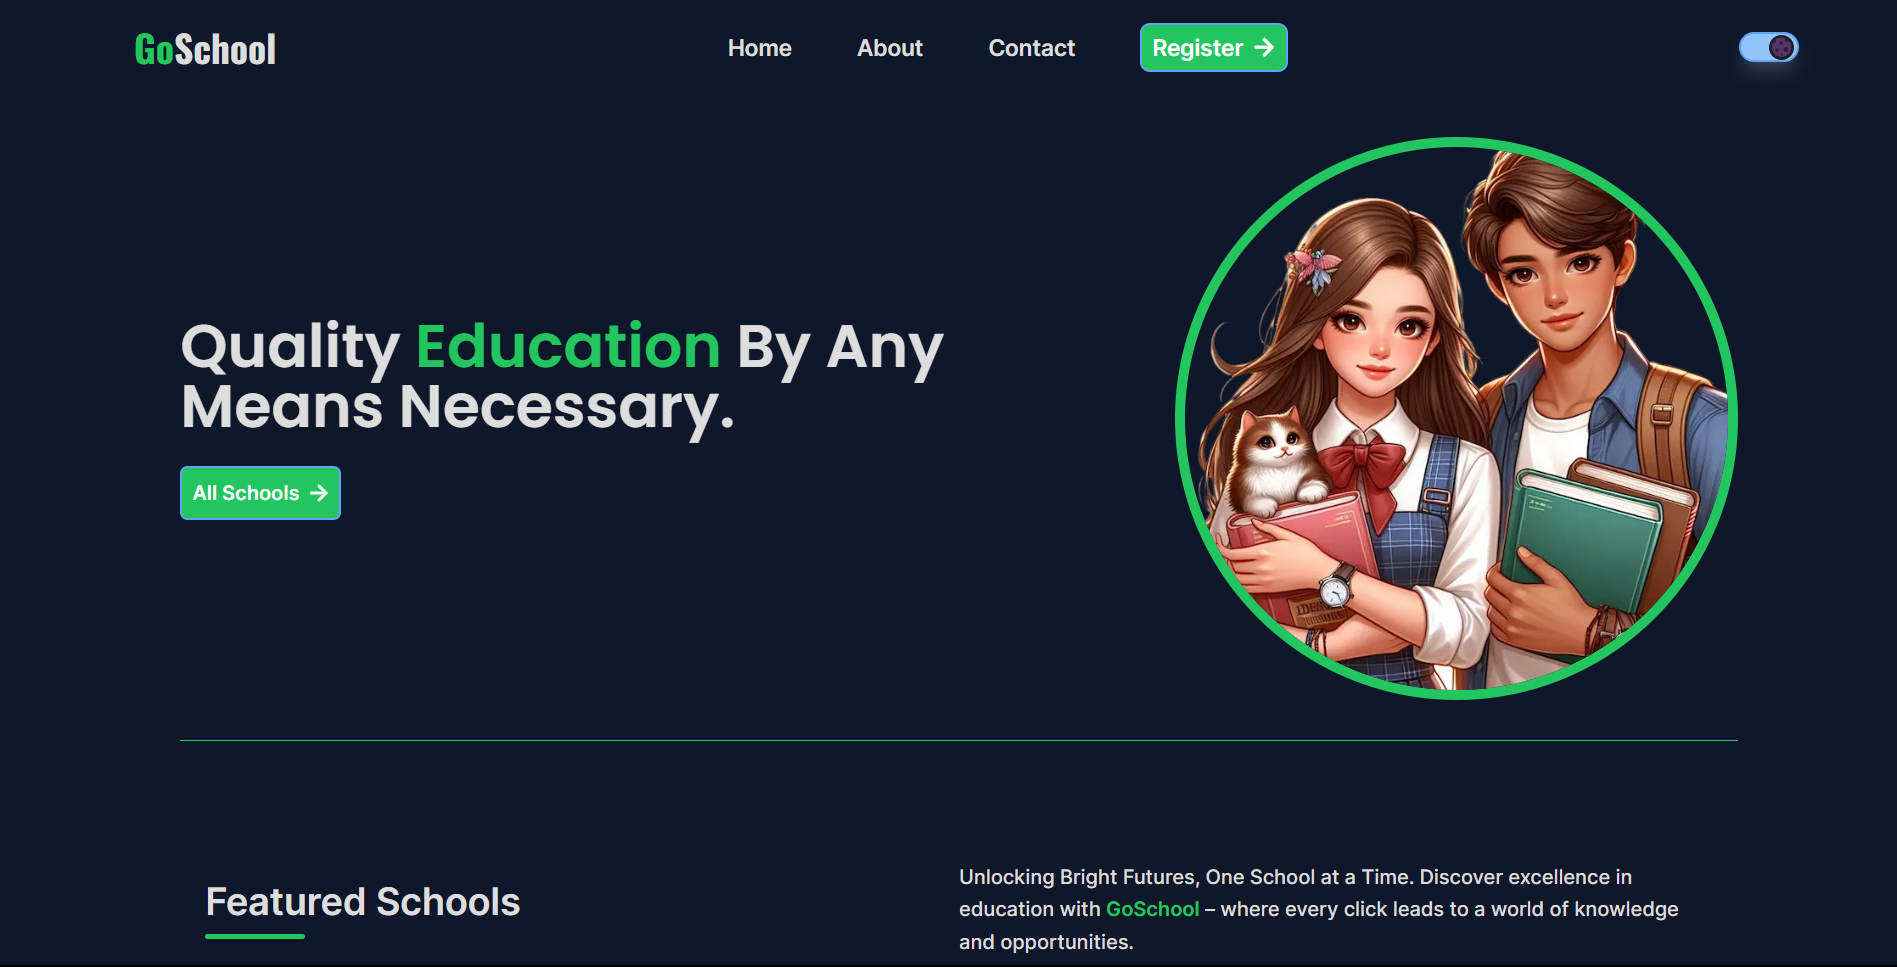 GoSchool
Home
About
Contact
Register
Quality Education By Any
Means Necessary.
All Schools
Featured Schools
Unlocking Bright Futures, One School at a Time. Discover excellence in
education with GoSchool – where every click leads to a world of knowledge
and opportunities.